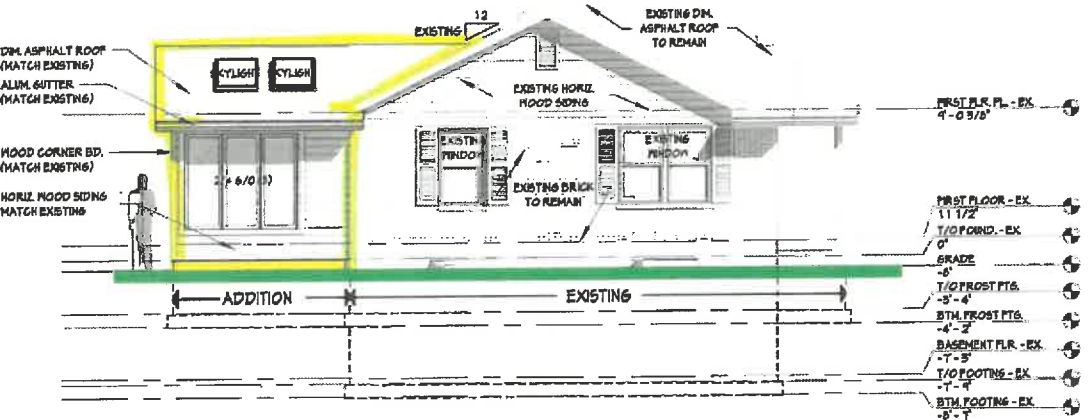 12
EXISTING
EXISTING DIM.
ASPHALT ROOF
TO REMAIN
DIM. ASPHALT ROOF
(MATCH EXISTING)
ALUM. GUTTER
(MATCH EXISTING)
WOOD CORNER BD.
(MATCH EXISTING)
HORIZ. WOOD SIDING
MATCH EXISTING
KYLIGH
KYLIGH
EXISTING HORIZ.
WOOD SIDING
EXISTING
WINDOW
EXISTING
WINDOW
EXISTING BRICK
TO REMAIN
FIRST FLR. PL. - EX.
9'-0 3/8"
FIRST FLOOR - EX.
11 1/2"
T/O FOUND. - EX.
0"
GRADE
-8"
T/O FROST FTG.
-3'-4"
BTM. FROST FTG.
-4'-2"
BASEMENT FLR. - EX.
-7'-3"
T/O FOOTING - EX.
-7'-9"
BTM. FOOTING - EX.
-8'-7"
ADDITION
EXISTING